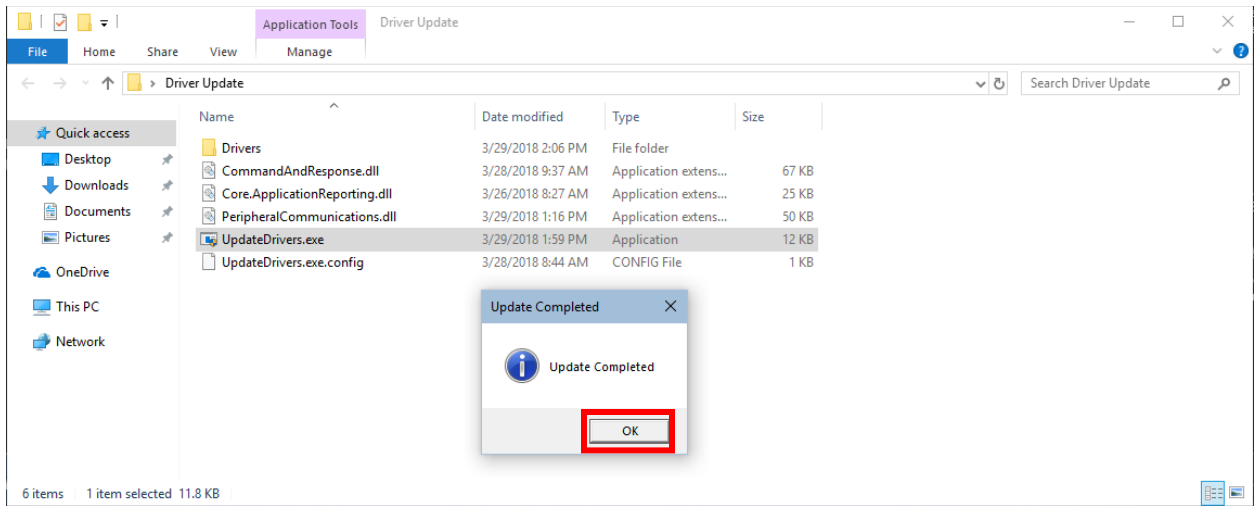 Application Tools Driver Update
File Home Share View Manage
Driver Update Search Driver Update
Name Date modified Type Size
Quick access
Desktop
Downloads
Documents
Pictures
OneDrive
This PC
Network
Drivers 3/29/2018 2:06 PM File folder
CommandAndResponse.dll 3/28/2018 9:37 AM Application extens... 67 KB
Core.ApplicationReporting.dll 3/26/2018 8:27 AM Application extens... 25 KB
PeripheralCommunications.dll 3/29/2018 1:16 PM Application extens... 50 KB
UpdateDrivers.exe 3/29/2018 1:59 PM Application 12 KB
UpdateDrivers.exe.config 3/28/2018 8:44 AM CONFIG File 1 KB
Update Completed
Update Completed
OK
6 items 1 item selected 11.8 KB